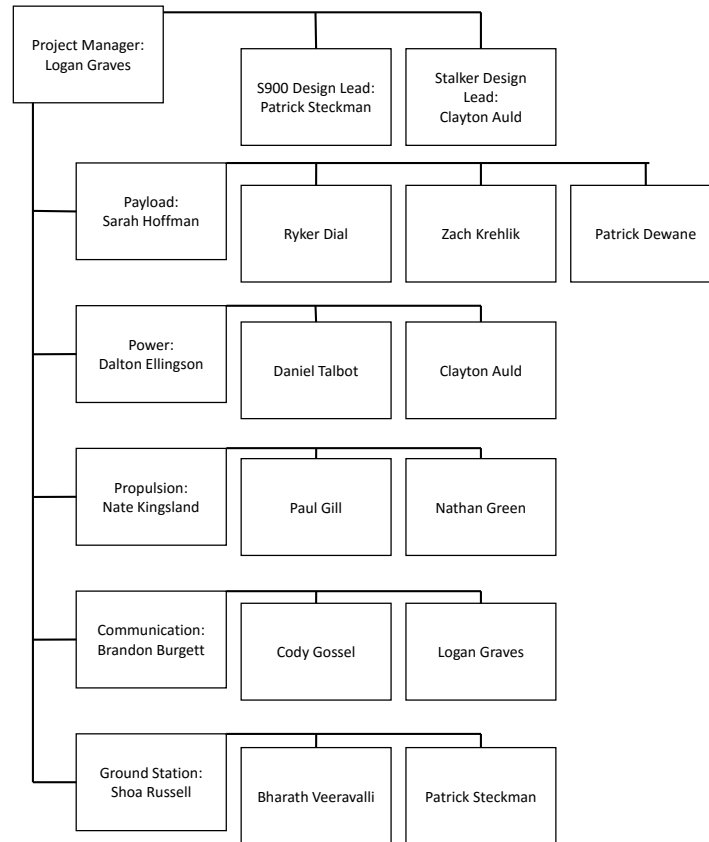 Project Manager:
Logan Graves
S900 Design Lead:
Patrick Steckman
Stalker Design
Lead:
Clayton Auld
Payload:
Sarah Hoffman
Ryker Dial
Zach Krehlik
Patrick Dewane
Power:
Dalton Ellingson
Daniel Talbot
Clayton Auld
Propulsion:
Nate Kingsland
Paul Gill
Nathan Green
Communication:
Brandon Burgett
Cody Gossel
Logan Graves
Ground Station:
Shoa Russell
Bharath Veeravalli
Patrick Steckman